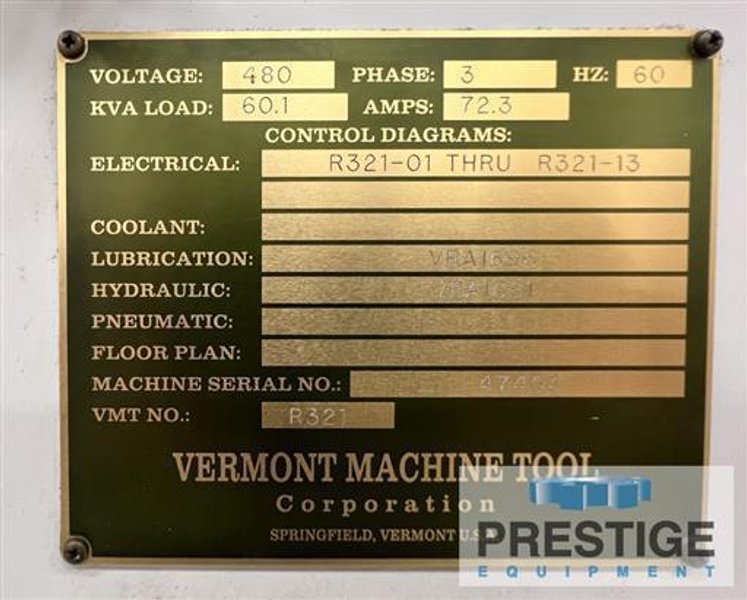 VOLTAGE: 480 PHASE: 3 HZ: 60
KVA LOAD: 60.1 AMPS: 72.3
CONTROL DIAGRAMS:
ELECTRICAL: R321-01 THRU R321-13
COOLANT:
LUBRICATION:
HYDRAULIC:
PNEUMATIC:
FLOOR PLAN:
MACHINE SERIAL NO.:
VMT NO.: R321
VERMONT MACHINE TOOL
Corporation
SPRINGFIELD, VERMONT U.S.A.
PRESTIGE
EQUIPMENT